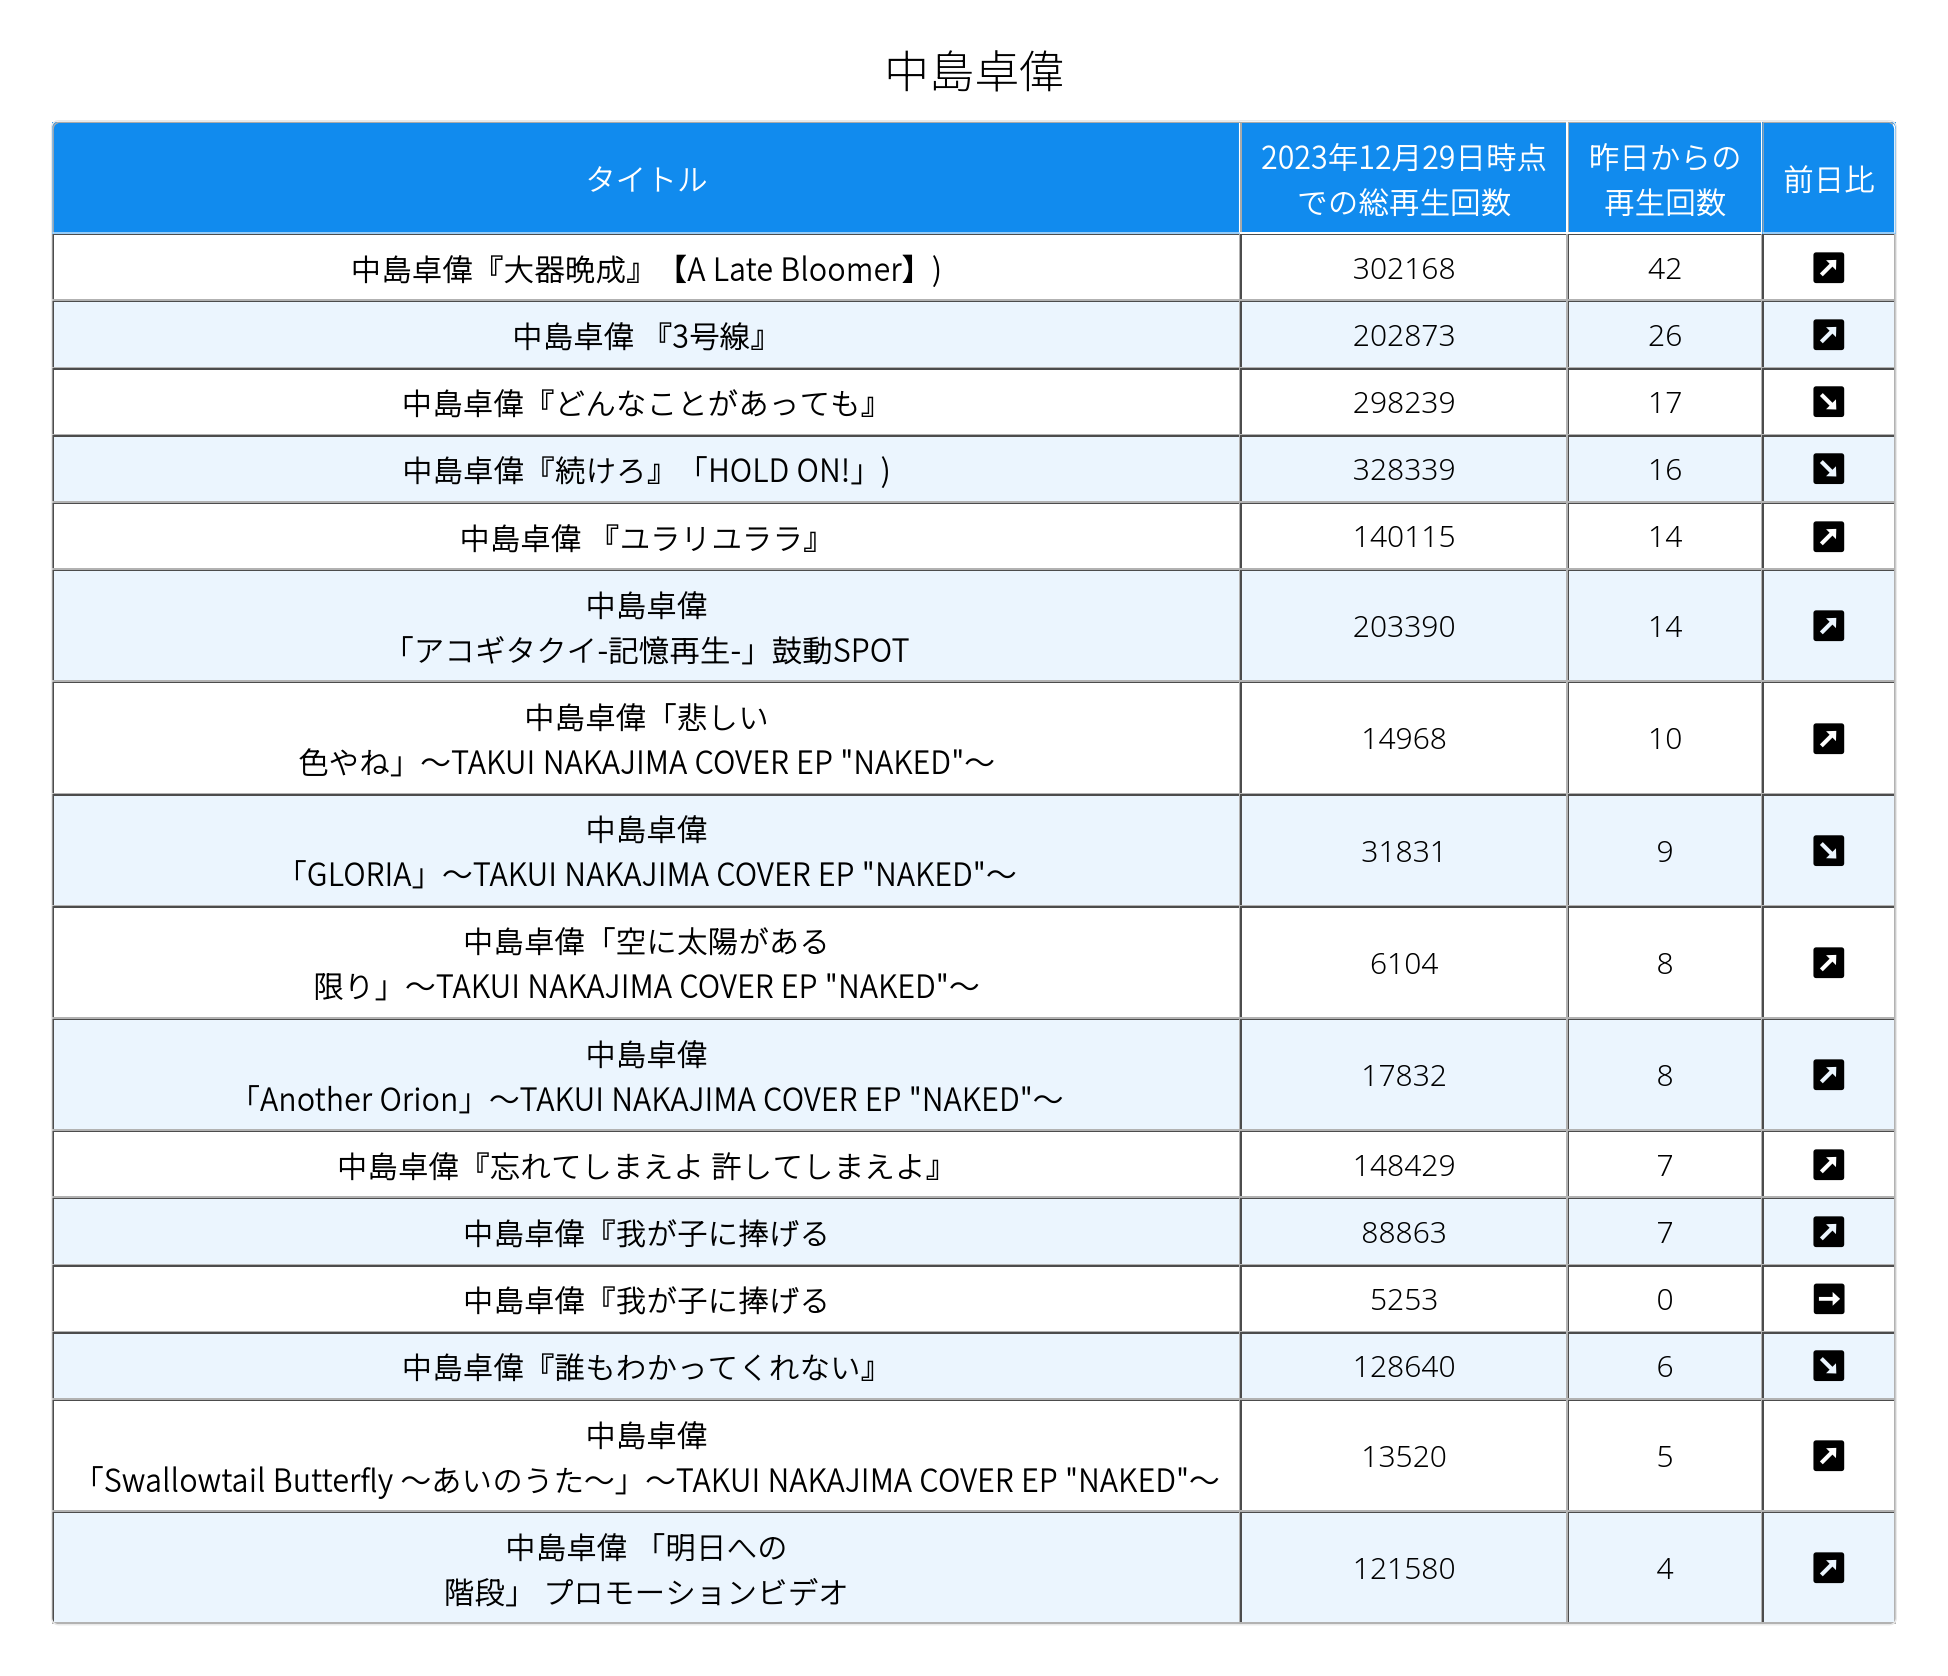 中島卓偉
タイトル
2023年12月29日時点
での総再生回数
昨日からの
再生回数
前日比
中島卓偉『大器晩成』【A Late Bloomer】)
302168
42
中島卓偉 『3号線』
202873
26
中島卓偉『どんなことがあっても』
298239
17
中島卓偉『続けろ』「HOLD ON!」)
328339
16
中島卓偉 『ユラリユララ』
140115
14
中島卓偉
「アコギタクイ-記憶再生-」鼓動SPOT
203390
14
中島卓偉「悲しい
色やね」〜TAKUI NAKAJIMA COVER EP "NAKED"〜
14968
10
中島卓偉
「GLORIA」〜TAKUI NAKAJIMA COVER EP "NAKED"〜
31831
9
中島卓偉「空に太陽がある
限り」〜TAKUI NAKAJIMA COVER EP "NAKED"〜
6104
8
中島卓偉
「Another Orion」〜TAKUI NAKAJIMA COVER EP "NAKED"〜
17832
8
中島卓偉『忘れてしまえよ 許してしまえよ』
148429
7
中島卓偉『我が子に捧げる
88863
7
中島卓偉『我が子に捧げる
5253
0
中島卓偉『誰もわかってくれない』
128640
6
中島卓偉
「Swallowtail Butterfly 〜あいのうた〜」〜TAKUI NAKAJIMA COVER EP "NAKED"〜
13520
5
中島卓偉 「明日への
階段」 プロモーションビデオ
121580
4